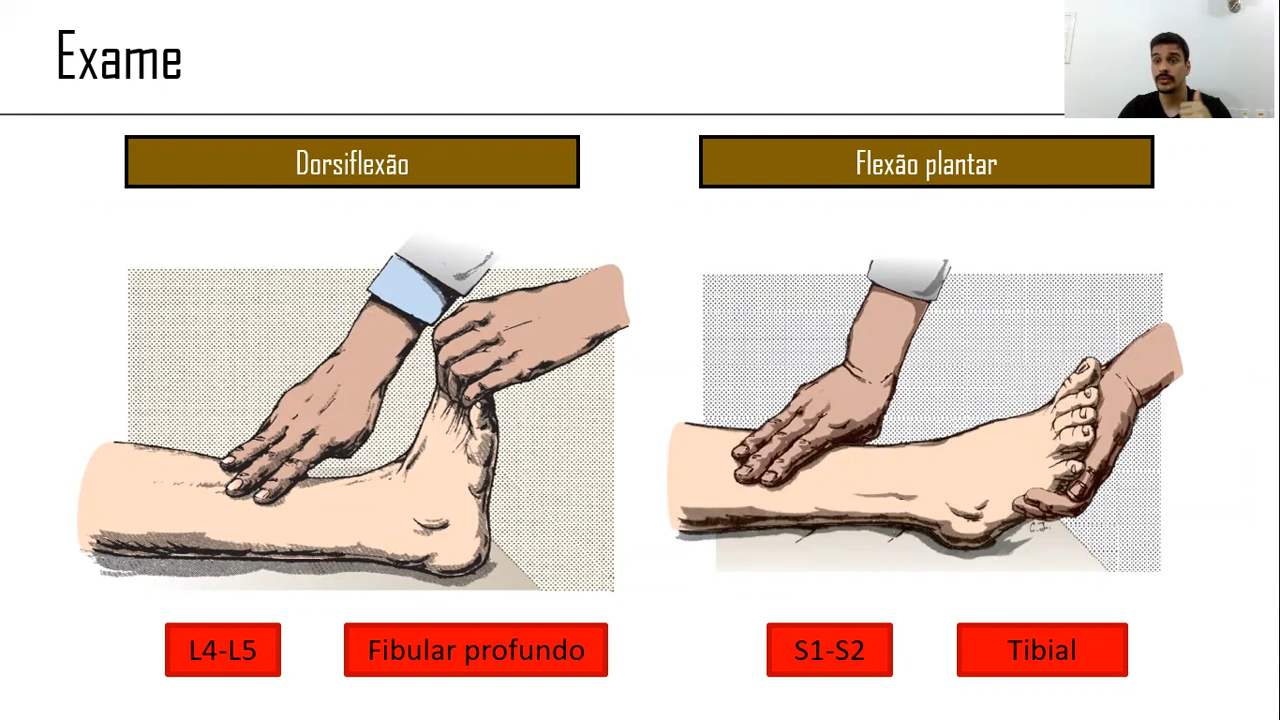 Exame
Dorsiflexão
Flexão plantar
C.J.
L4-L5
Fibular profundo
S1-S2
Tibial